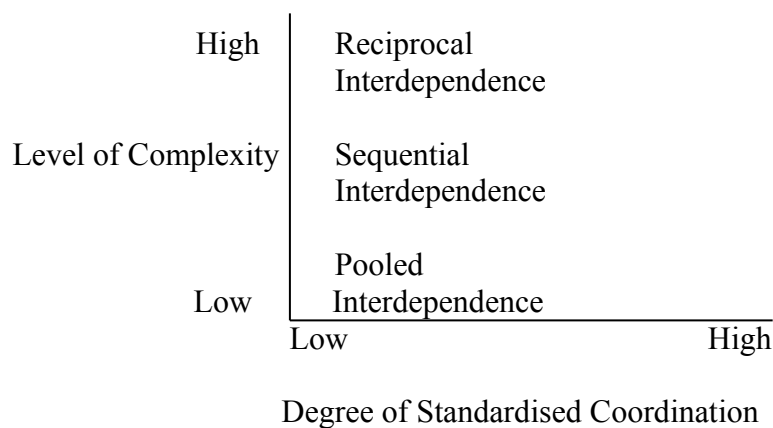 High
Reciprocal
Interdependence
Level of Complexity
Sequential
Interdependence
Pooled
Low
Interdependence
Low
High
Degree of Standardised Coordination